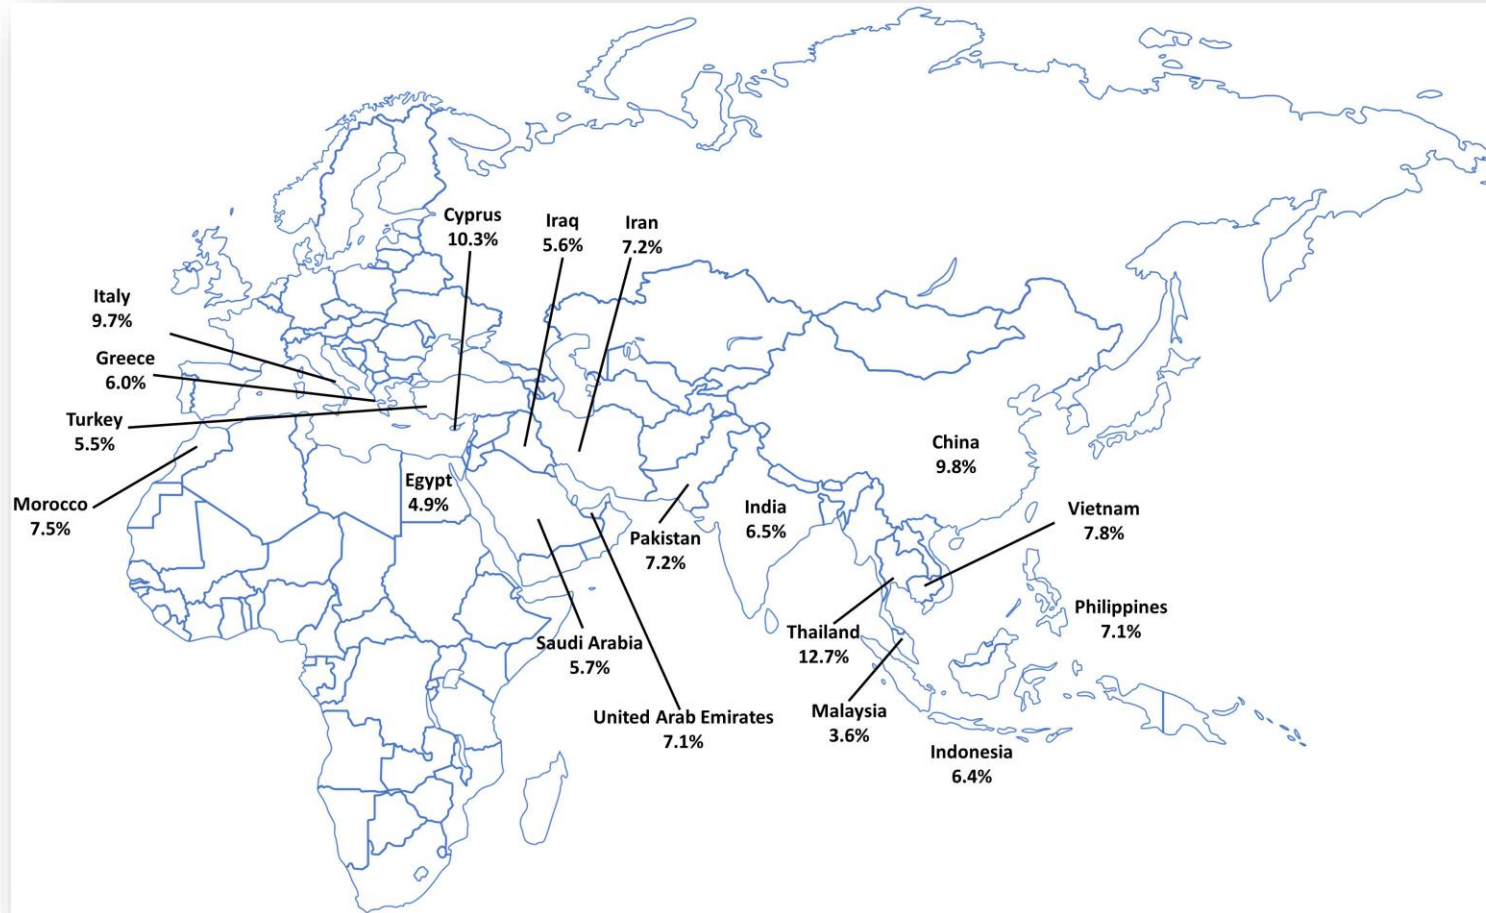 Cyprus
10.3%
Iraq
5.6%
Iran
7.2%
Italy
9.7%
Greece
6.0%
Turkey
5.5%
Morocco
7.5%
Egypt
4.9%
Pakistan
7.2%
India
6.5%
China
9.8%
Vietnam
7.8%
Philippines
7.1%
Thailand
12.7%
Saudi Arabia
5.7%
United Arab Emirates
7.1%
Malaysia
3.6%
Indonesia
6.4%